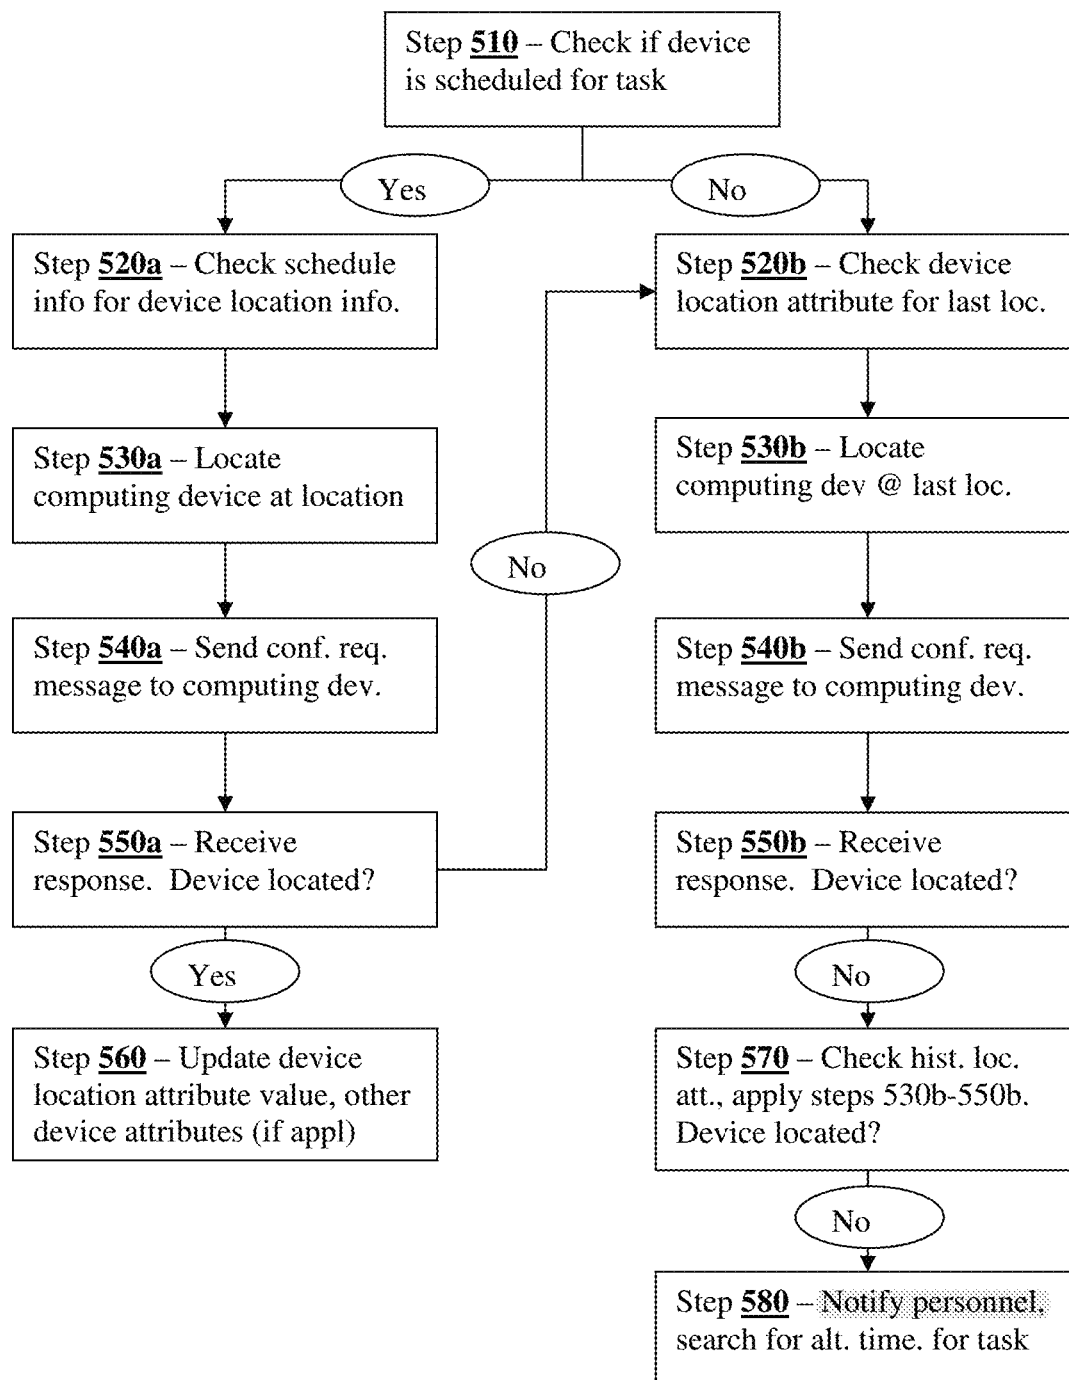 Step 510 – Check if device
is scheduled for task
Yes
No
Step 520a – Check schedule
info for device location info.
Step 520b – Check device
location attribute for last loc.
Step 530a – Locate
computing device at location
Step 530b – Locate
computing dev @ last loc.
No
Step 540a – Send conf. req.
message to computing dev.
Step 540b – Send conf. req.
message to computing dev.
Step 550a – Receive
response. Device located?
Step 550b – Receive
response. Device located?
Yes
No
Step 560 – Update device
location attribute value, other
device attributes (if appl)
Step 570 – Check hist. loc.
att., apply steps 530b-550b.
Device located?
No
Step 580 – Notify personnel,
search for alt. time. for task